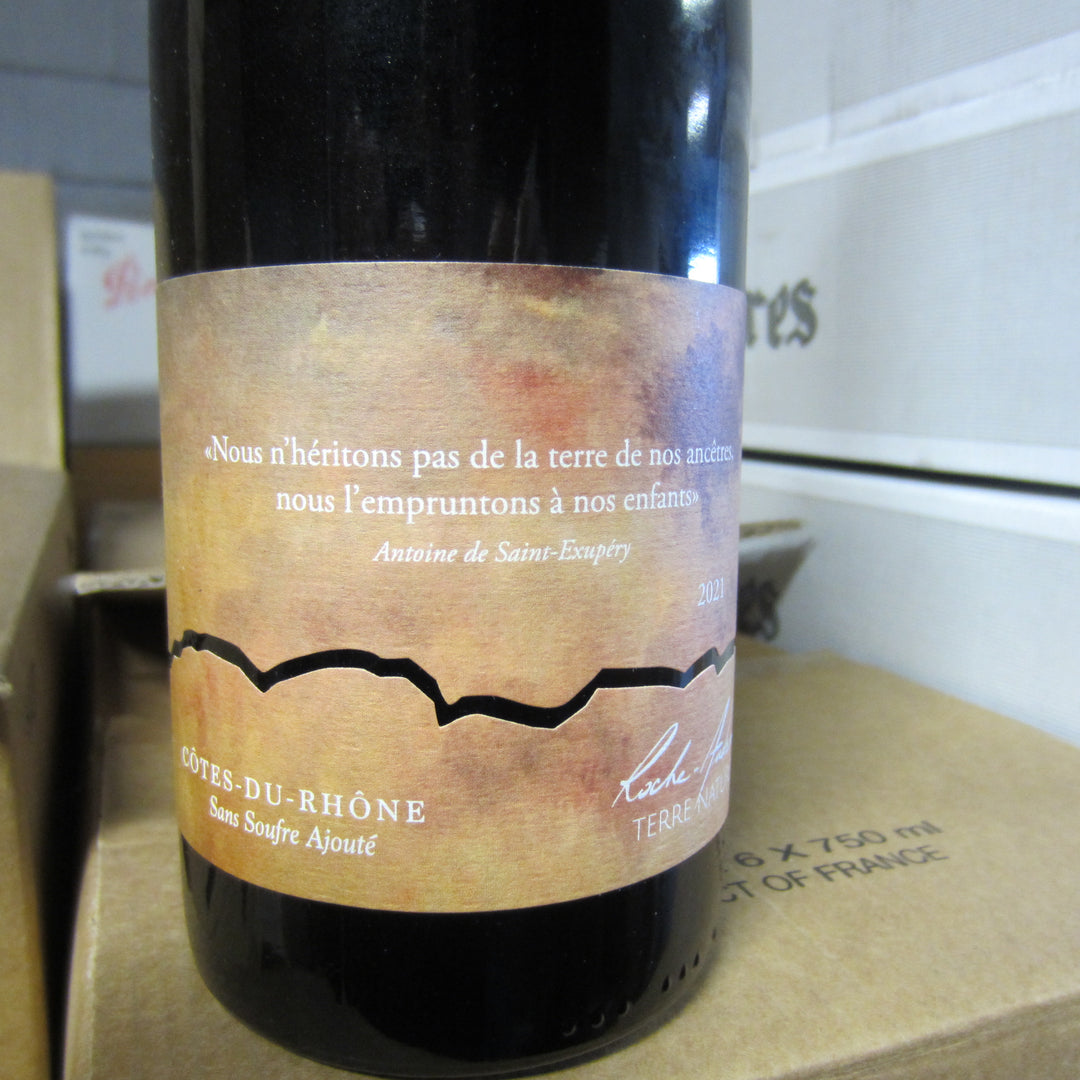 «Nous n'héritons pas de la terre de nos ancêtres,
nous l'empruntons à nos enfants»
Antoine de Saint-Exupéry
2021
CÔTES-DU-RHÔNE
Sans Soufre Ajouté
Roche
TERRE
6 X 750 ml
OF FRANCE